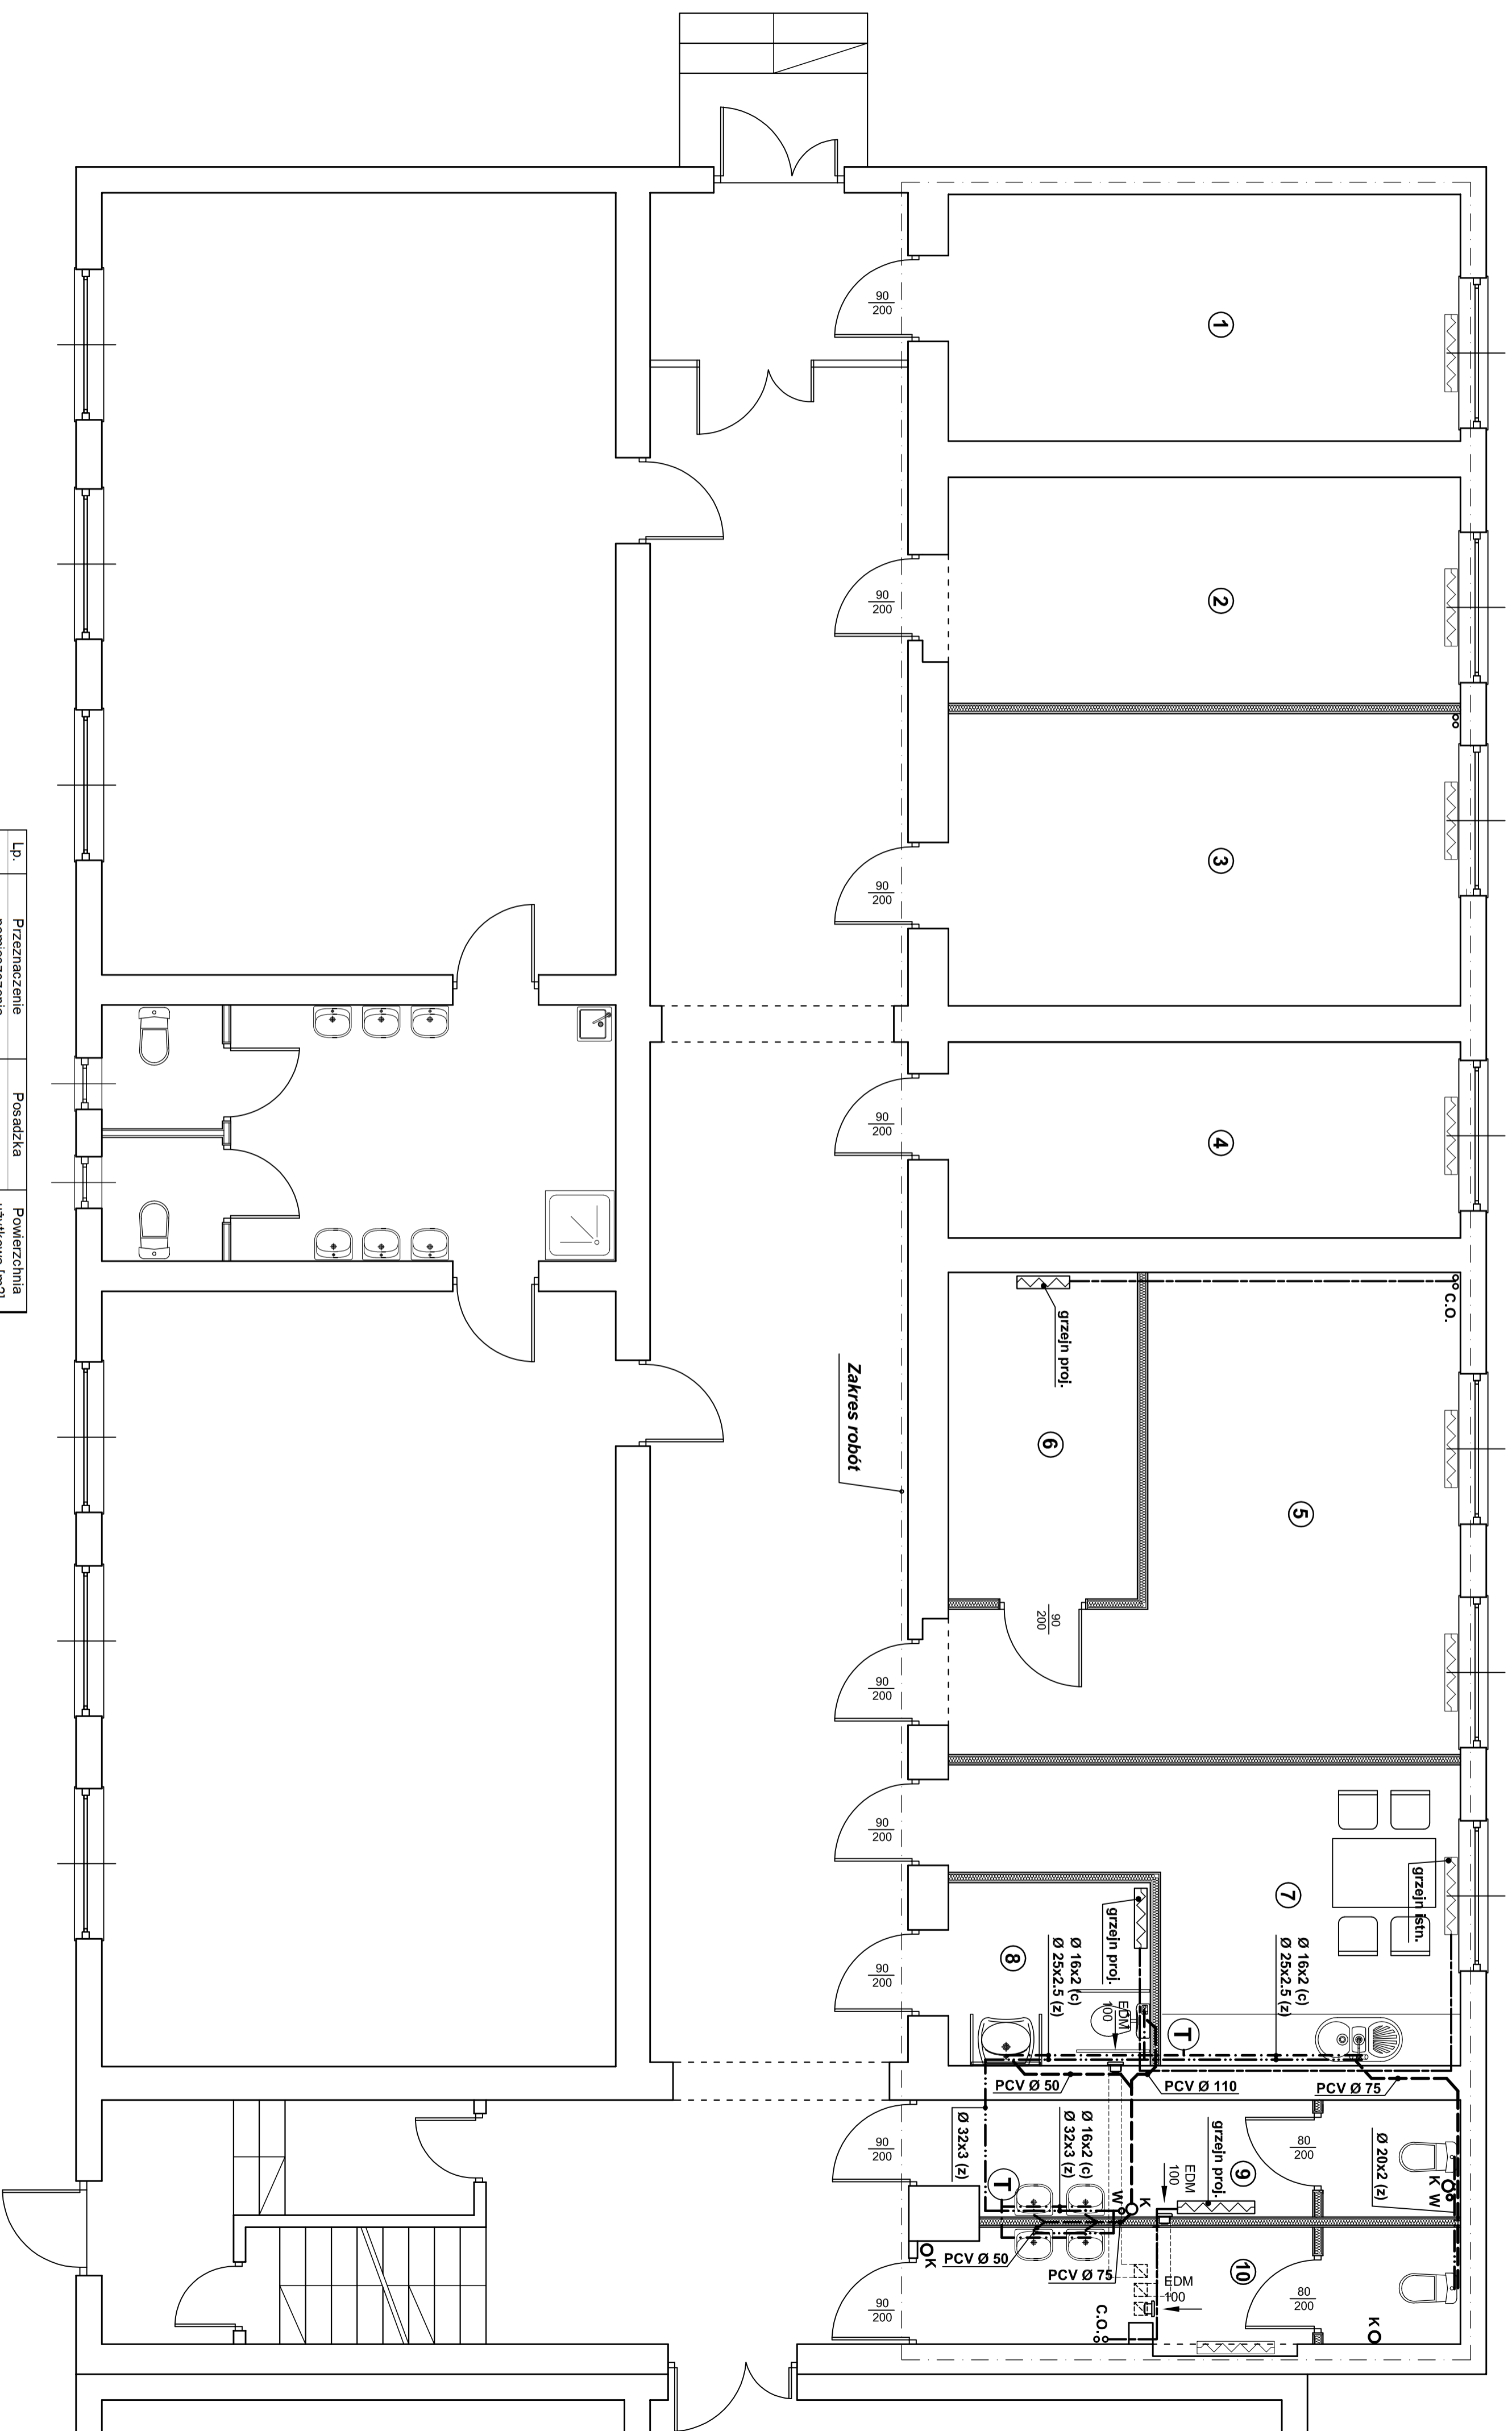 90
200
1
90
200
2
90
200
3
90
200
4
C.O.
grzejn proj.
6
5
Zakres robót
90
200
90
200
90
200
7
grzejn istn.
Ø 16x2 (c)
Ø 25x2.5 (z)
8
grzejn proj.
Ø 16x2 (c)
Ø 25x2.5 (z)
EDM
100
90
200
T
PCV Ø 50
PCV Ø 110
PCV Ø 75
90
200
Ø 32x3 (z)
Ø 16x2 (c)
Ø 32x3 (z)
T
W
K
EDM
100
grzejn proj.
9
80
200
Ø 20x2 (z)
K
W
K
PCV Ø 50
PCV Ø 75
90
200
10
EDM
100
80
200
C.O.
K
Lp.
Przeznaczenie
Posadzka
Powierzchnia